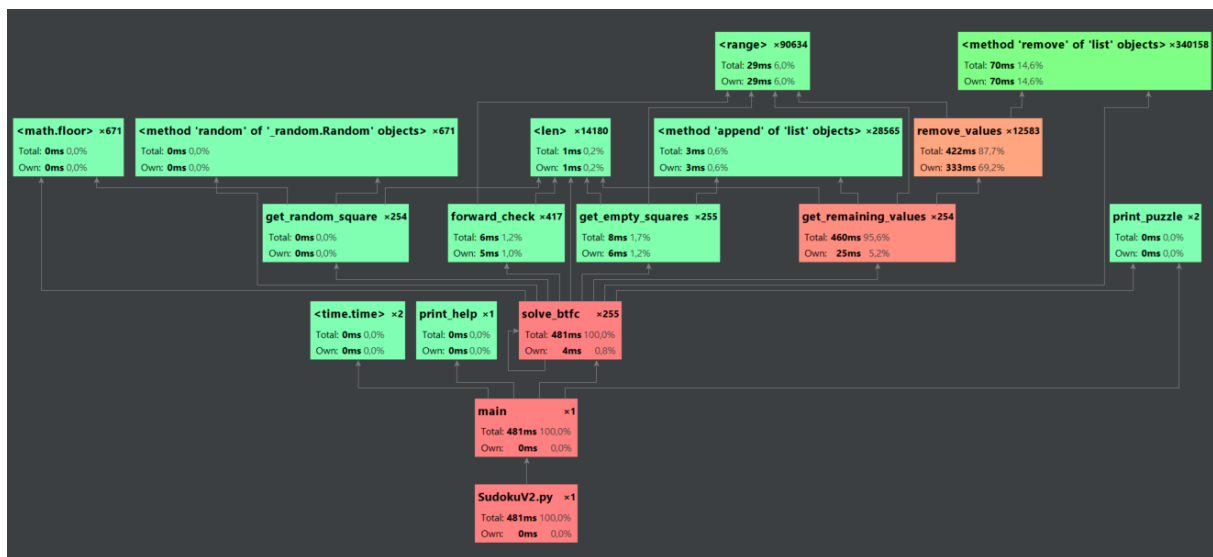 <range> ×90634
Total: 29ms 6,0%
Own: 29ms 6,0%
<method 'remove' of 'list' objects> ×340158
Total: 70ms 14,6%
Own: 70ms 14,6%
<math.floor> ×671
Total: 0ms 0,0%
Own: 0ms 0,0%
<method 'random' of '_random.Random' objects> ×671
Total: 0ms 0,0%
Own: 0ms 0,0%
<len> ×14180
Total: 1ms 0,2%
Own: 1ms 0,2%
<method 'append' of 'list' objects> ×28565
Total: 3ms 0,6%
Own: 3ms 0,6%
remove_values ×12583
Total: 422ms 87,7%
Own: 333ms 69,2%
get_random_square ×254
Total: 0ms 0,0%
Own: 0ms 0,0%
forward_check ×417
Total: 6ms 1,2%
Own: 5ms 1,0%
get_empty_squares ×255
Total: 8ms 1,7%
Own: 6ms 1,2%
get_remaining_values ×254
Total: 460ms 95,6%
Own: 25ms 5,2%
print_puzzle ×2
Total: 0ms 0,0%
Own: 0ms 0,0%
<time.time> ×2
Total: 0ms 0,0%
Own: 0ms 0,0%
print_help ×1
Total: 0ms 0,0%
Own: 0ms 0,0%
solve_btfc ×255
Total: 481ms 100,0%
Own: 4ms 0,8%
main ×1
Total: 481ms 100,0%
Own: 0ms 0,0%
SudokuV2.py ×1
Total: 481ms 100,0%
Own: 0ms 0,0%